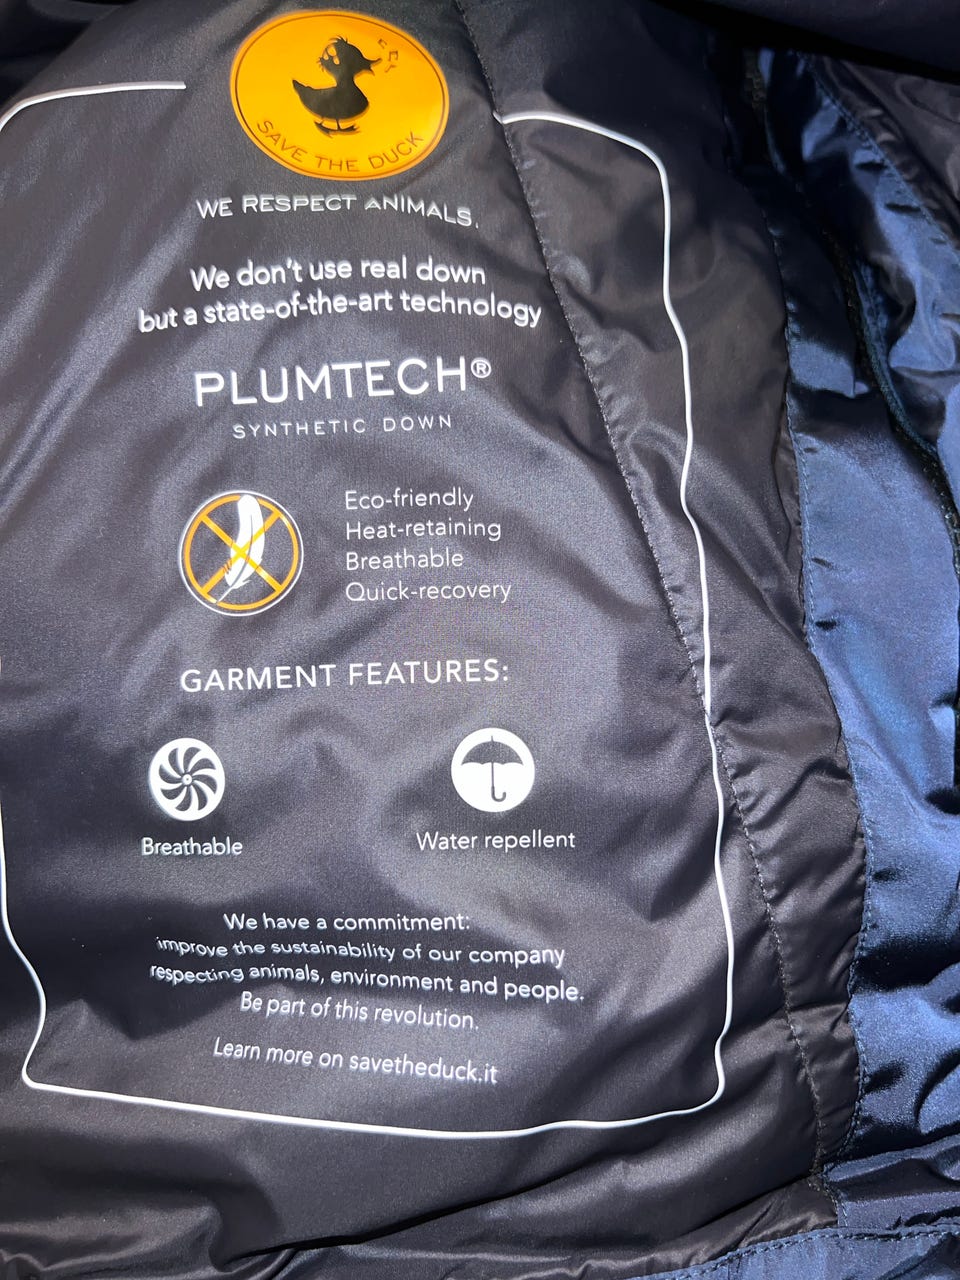 SAVE THE DUCK
WE RESPECT ANIMALS.
We don't use real down
but a state-of-the-art technology
PLUMTECH®
SYNTHETIC DOWN
Eco-friendly
Heat-retaining
Breathable
Quick-recovery
GARMENT FEATURES:
Breathable
Water repellent
We have a commitment:
improve the sustainability of our company
respecting animals, environment and people.
Be part of this revolution.
Learn more on savetheduck.it